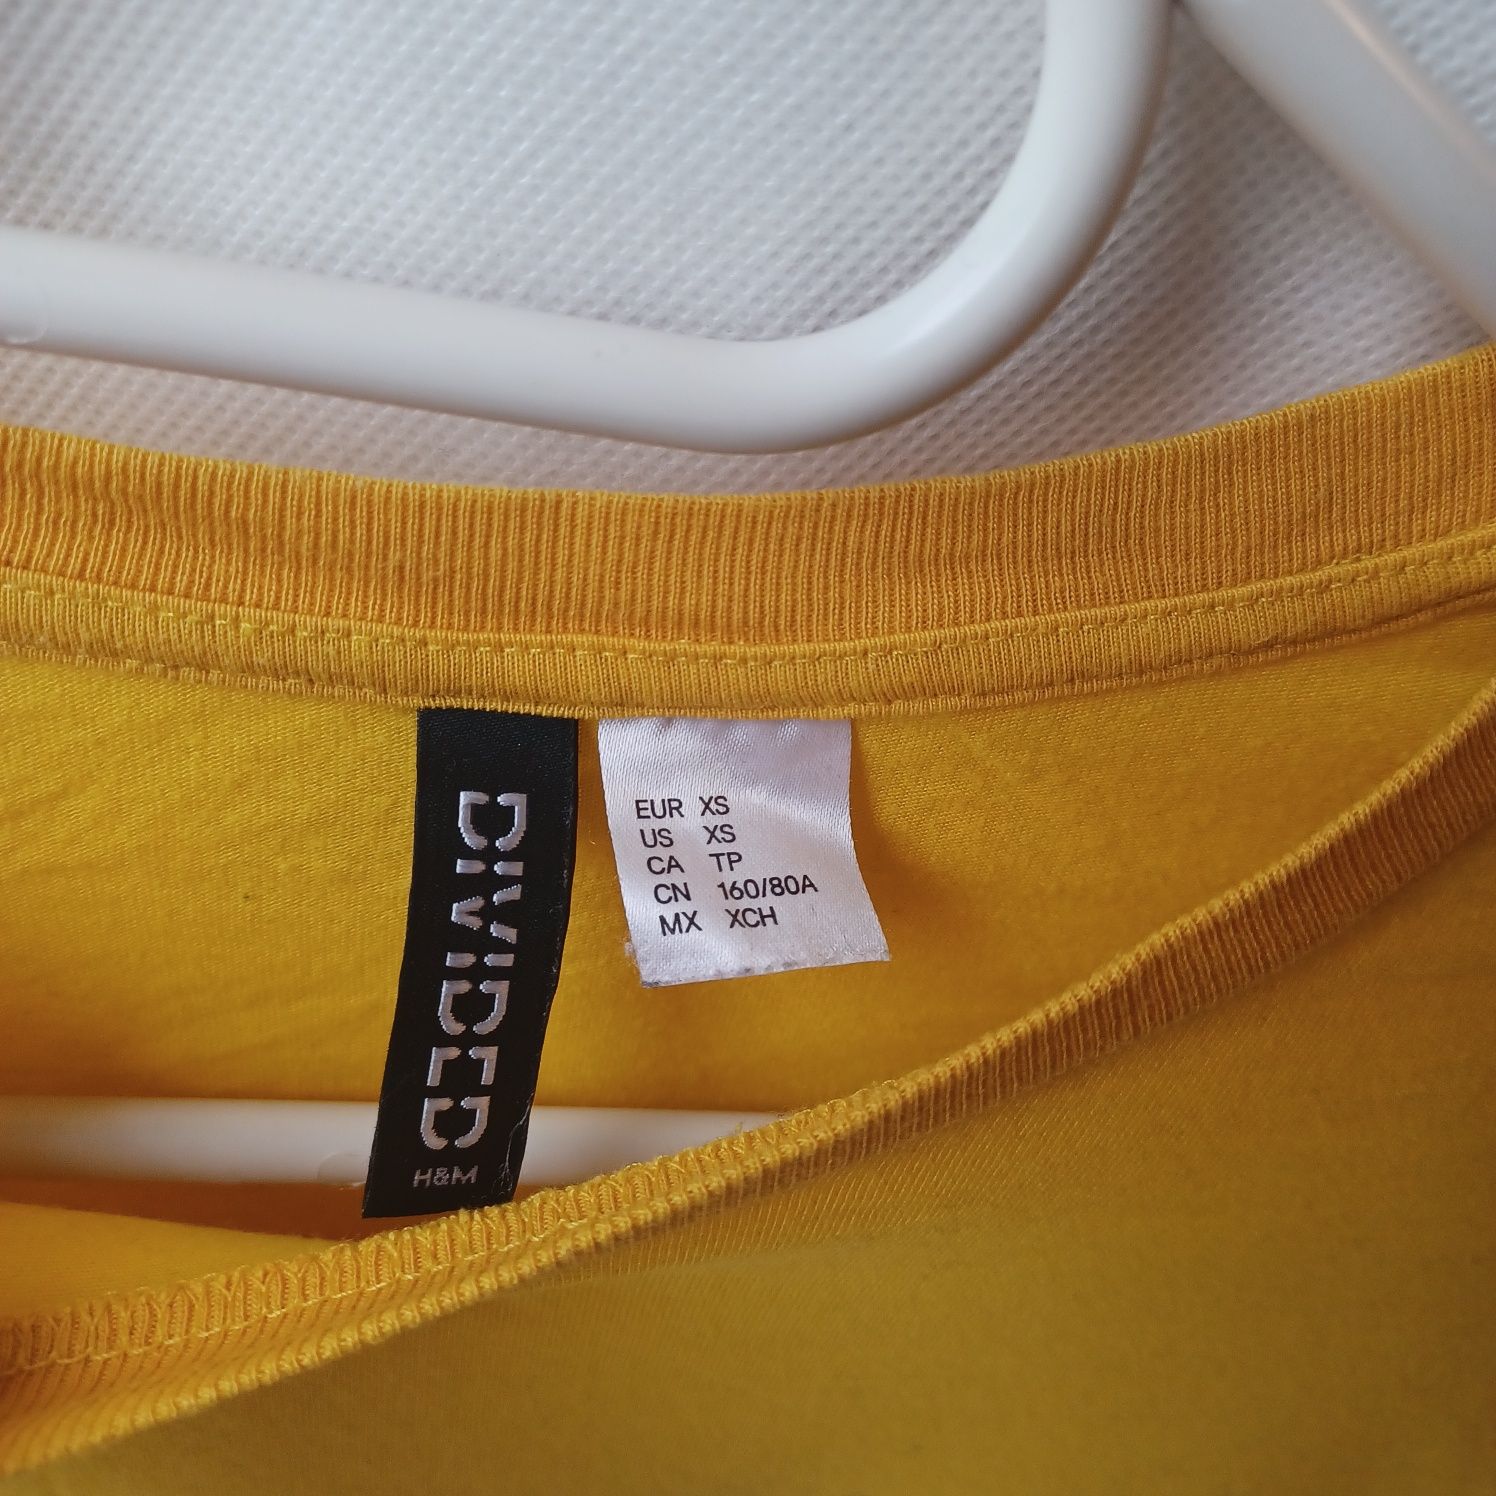 DIVIDED
H&M
EUR XS
US XS
CA TP
CN 160/80A
MX XCH